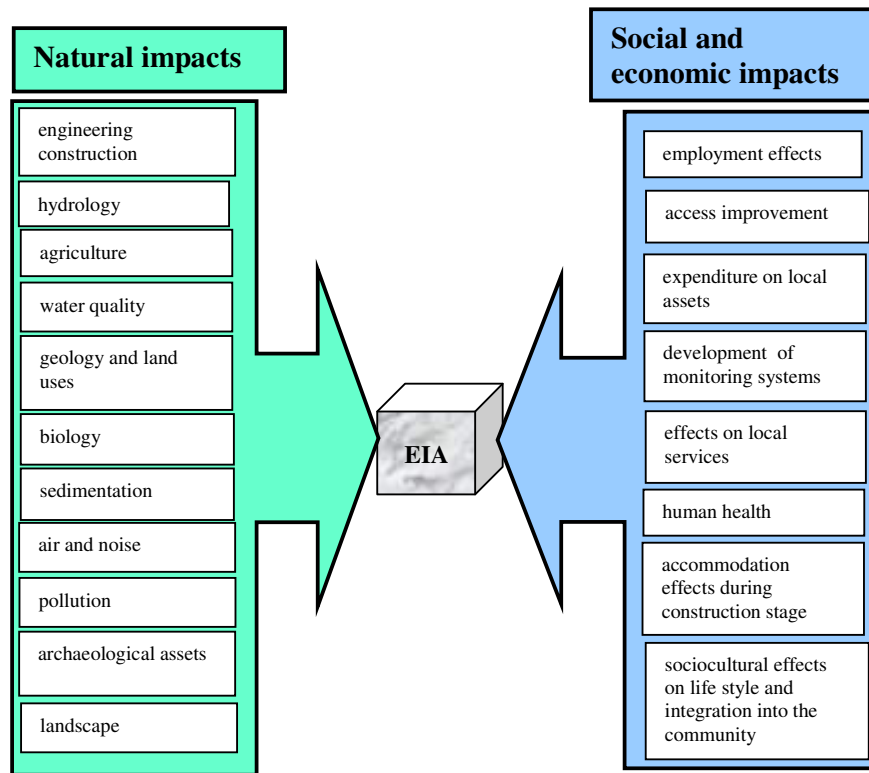 Natural impacts
engineering
construction
hydrology
agriculture
water quality
geology and land
uses
biology
sedimentation
air and noise
pollution
archaeological assets
landscape
EIA
Social and
economic impacts
employment effects
access improvement
expenditure on local
assets
development of
monitoring systems
effects on local
services
human health
accommodation
effects during
construction stage
sociocultural effects
on life style and
integration into the
community